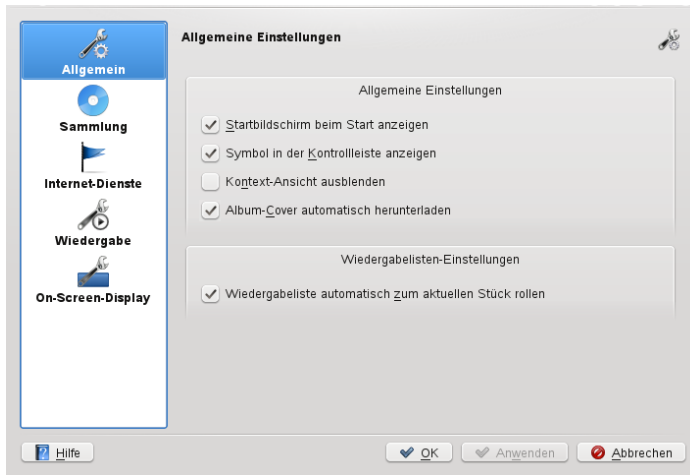 Allgemein
Sammlung
Internet-Dienste
Wiedergabe
On-Screen-Display
Allgemeine Einstellungen
Allgemeine Einstellungen
Startbildschirm beim Start anzeigen
Symbol in der Kontrollleiste anzeigen
Kontext-Ansicht ausblenden
Album-Cover automatisch herunterladen
Wiedergabelisten-Einstellungen
Wiedergabeliste automatisch zum aktuellen Stück rollen
Hilfe
OK
Anwenden
Abbrechen